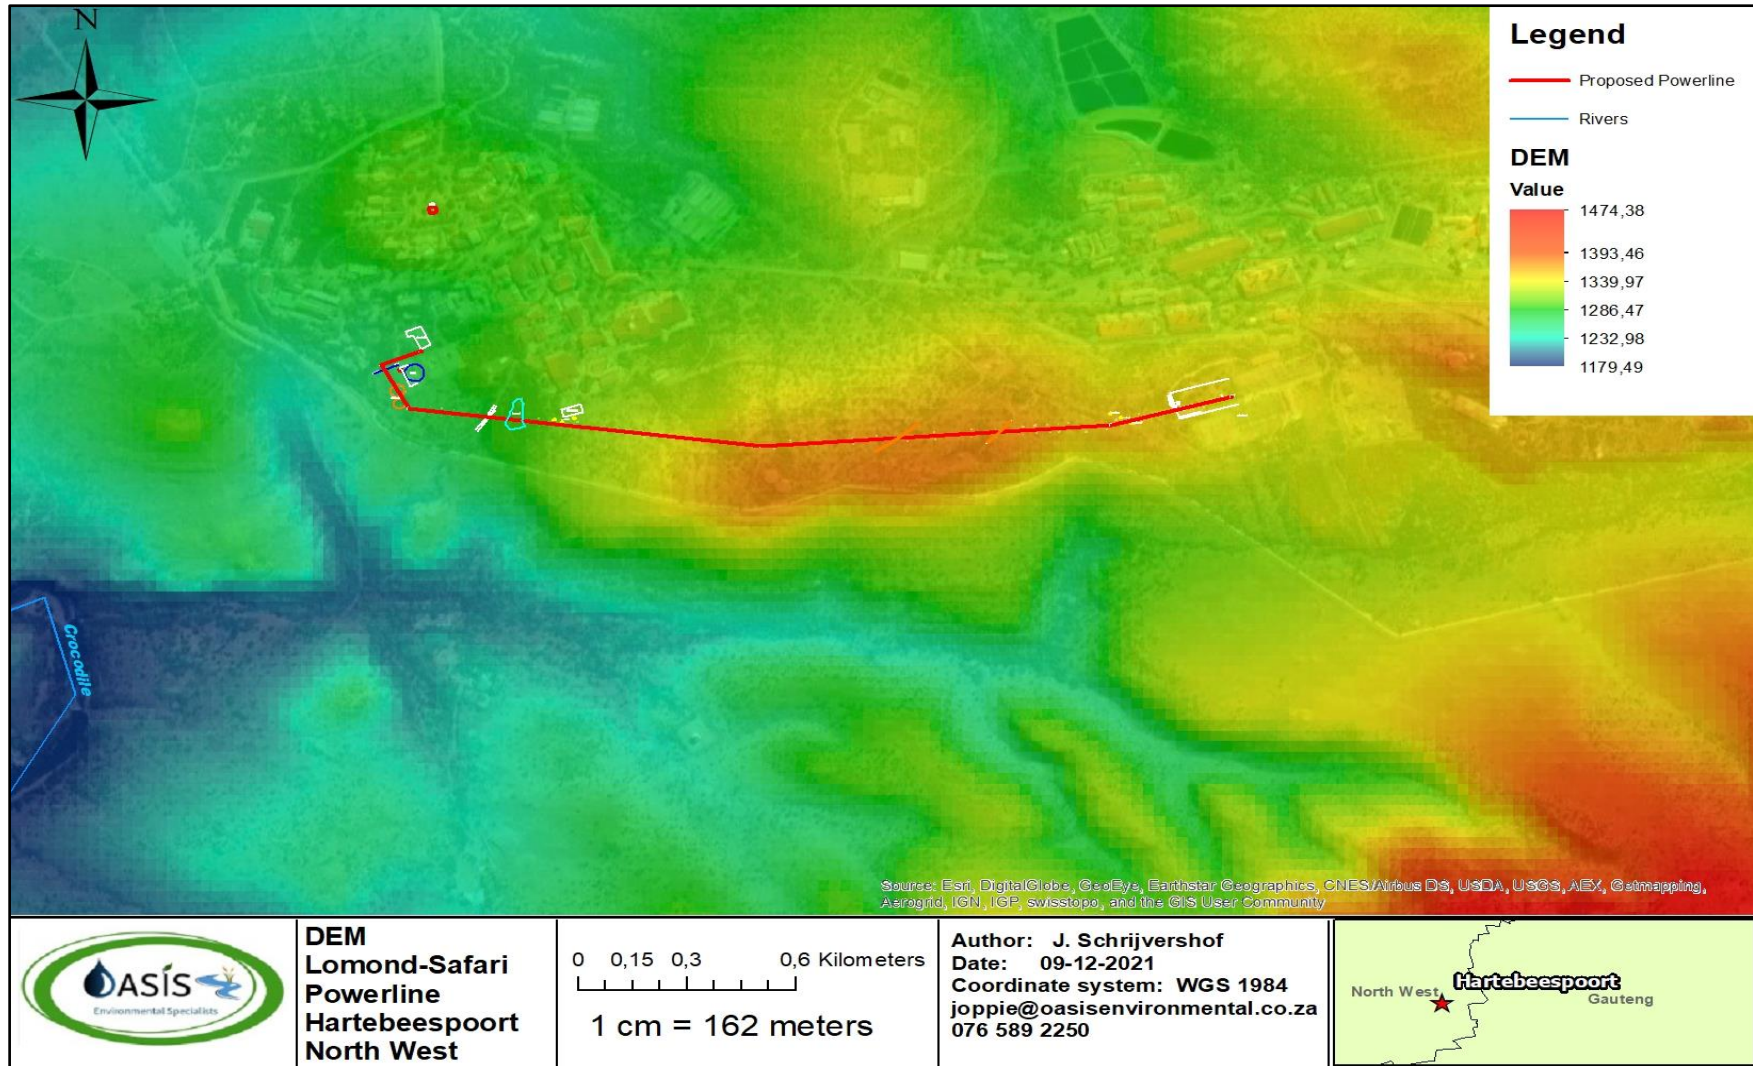 N
Legend
Proposed Powerline
Rivers
DEM
Value
1474,38
1393,46
1339,97
1286,47
1232,98
1179,49
Crocodile
Source: Esri, DigitalGlobe, GeoEye, Earthstar Geographics, CNES/Airbus DS, USDA, USGS, AEX, Getmapping,
Aerogrid, IGN, IGP, swisstopo, and the GIS User Community
OASIS
Environmental Specialists
DEM
Lomond-Safari
Powerline
Hartebeespoort
North West
0 0,15 0,3 0,6 Kilometers
1 cm = 162 meters
Author: J. Schrijvershof
Date: 09-12-2021
Coordinate system: WGS 1984
joppie@oasisenvironmental.co.za
076 589 2250
Hartebeespoort
North West
Gauteng